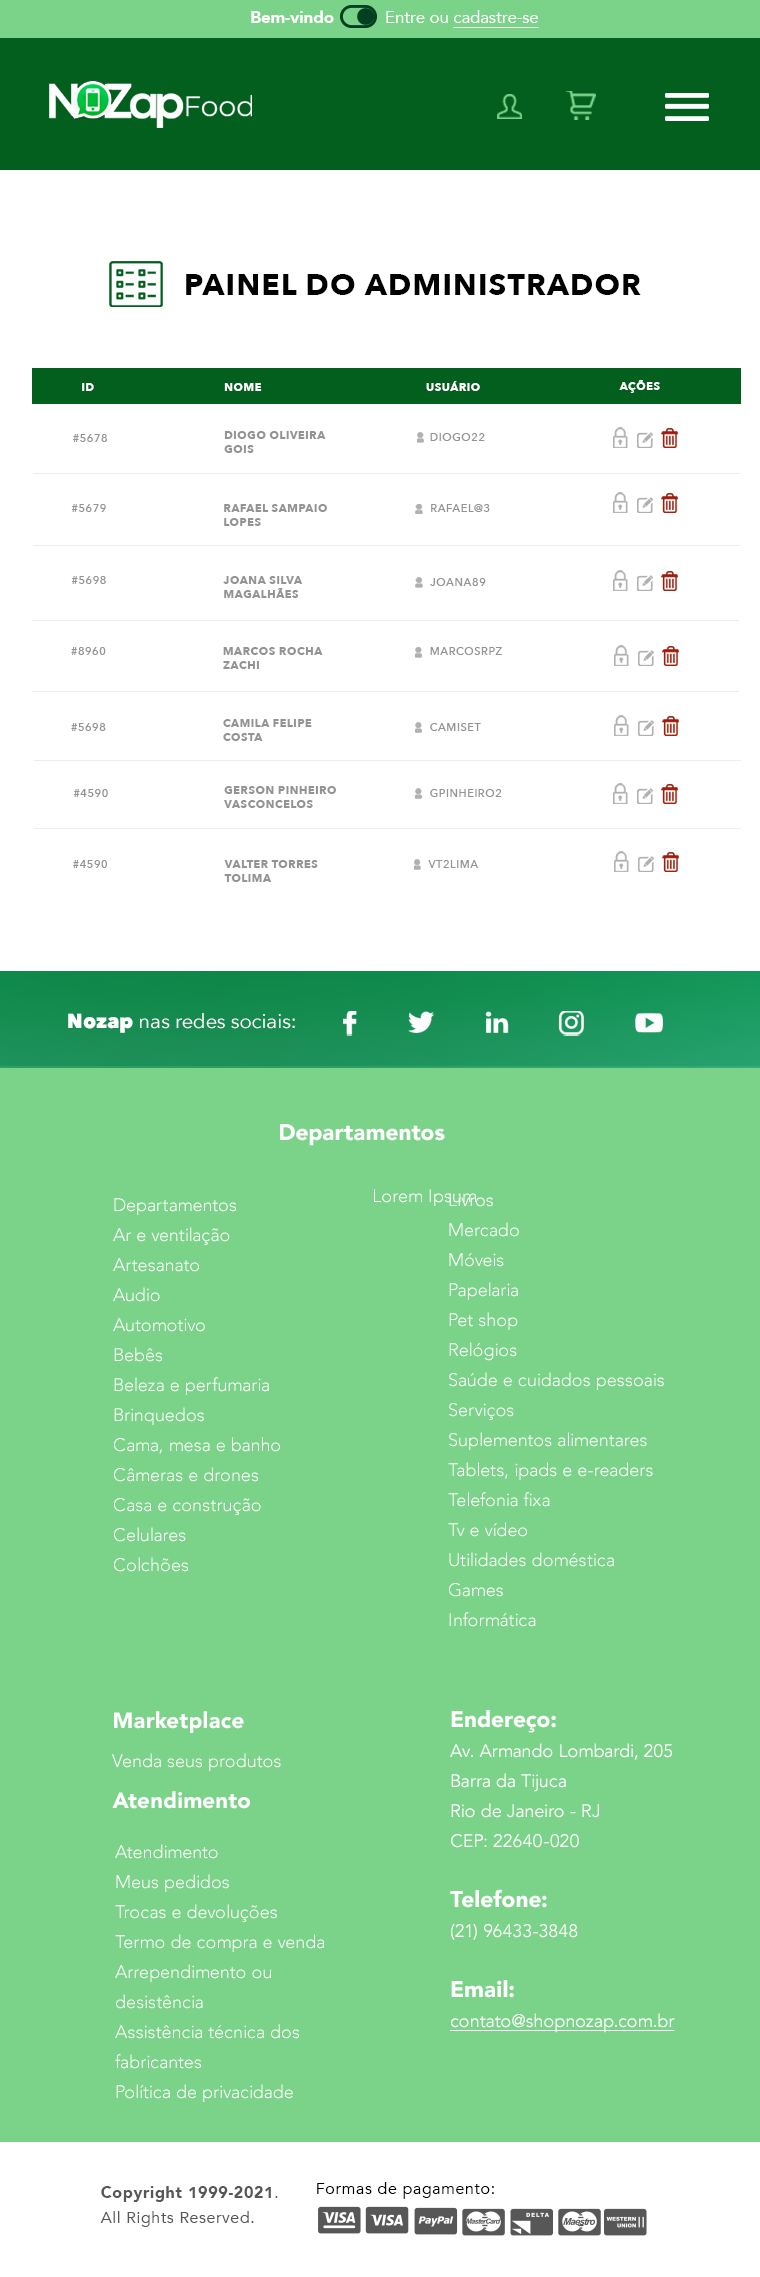 Bem-vindo Entre ou cadastre-se
NOZapFood
PAINEL DO ADMINISTRADOR
ID NOME USUÁRIO AÇÕES
#5678 DIOGO OLIVEIRA GOIS DIOGO22
#5679 RAFAEL SAMPAIO LOPES RAFAEL@3
#5698 JOANA SILVA MAGALHÃES JOANA89
#8960 MARCOS ROCHA ZACHI MARCOSRPZ
#5698 CAMILA FELIPE COSTA CAMISET
#4590 GERSON PINHEIRO VASCONCELOS GPINHEIRO2
#4590 VALTER TORRES TOLIMA VT2LIMA
Nozap nas redes sociais:
Departamentos
Departamentos
Ar e ventilação
Artesanato
Audio
Automotivo
Bebês
Beleza e perfumaria
Brinquedos
Cama, mesa e banho
Câmeras e drones
Casa e construção
Celulares
Colchões
Lorem Ipsum
Livros
Mercado
Móveis
Papelaria
Pet shop
Relógios
Saúde e cuidados pessoais
Serviços
Suplementos alimentares
Tablets, ipads e e-readers
Telefonia fixa
Tv e vídeo
Utilidades doméstica
Games
Informática
Marketplace
Venda seus produtos
Atendimento
Atendimento
Meus pedidos
Trocas e devoluções
Termo de compra e venda
Arrependimento ou
desistência
Assistência técnica dos
fabricantes
Política de privacidade
Endereço:
Av. Armando Lombardi, 205
Barra da Tijuca
Rio de Janeiro - RJ
CEP: 22640-020
Telefone:
(21) 96433-3848
Email:
contato@shopnozap.com.br
Copyright 1999-2021.
All Rights Reserved.
Formas de pagamento:
VISA VISA PayPal MasterCard DELTA Maestro WESTERN UNION